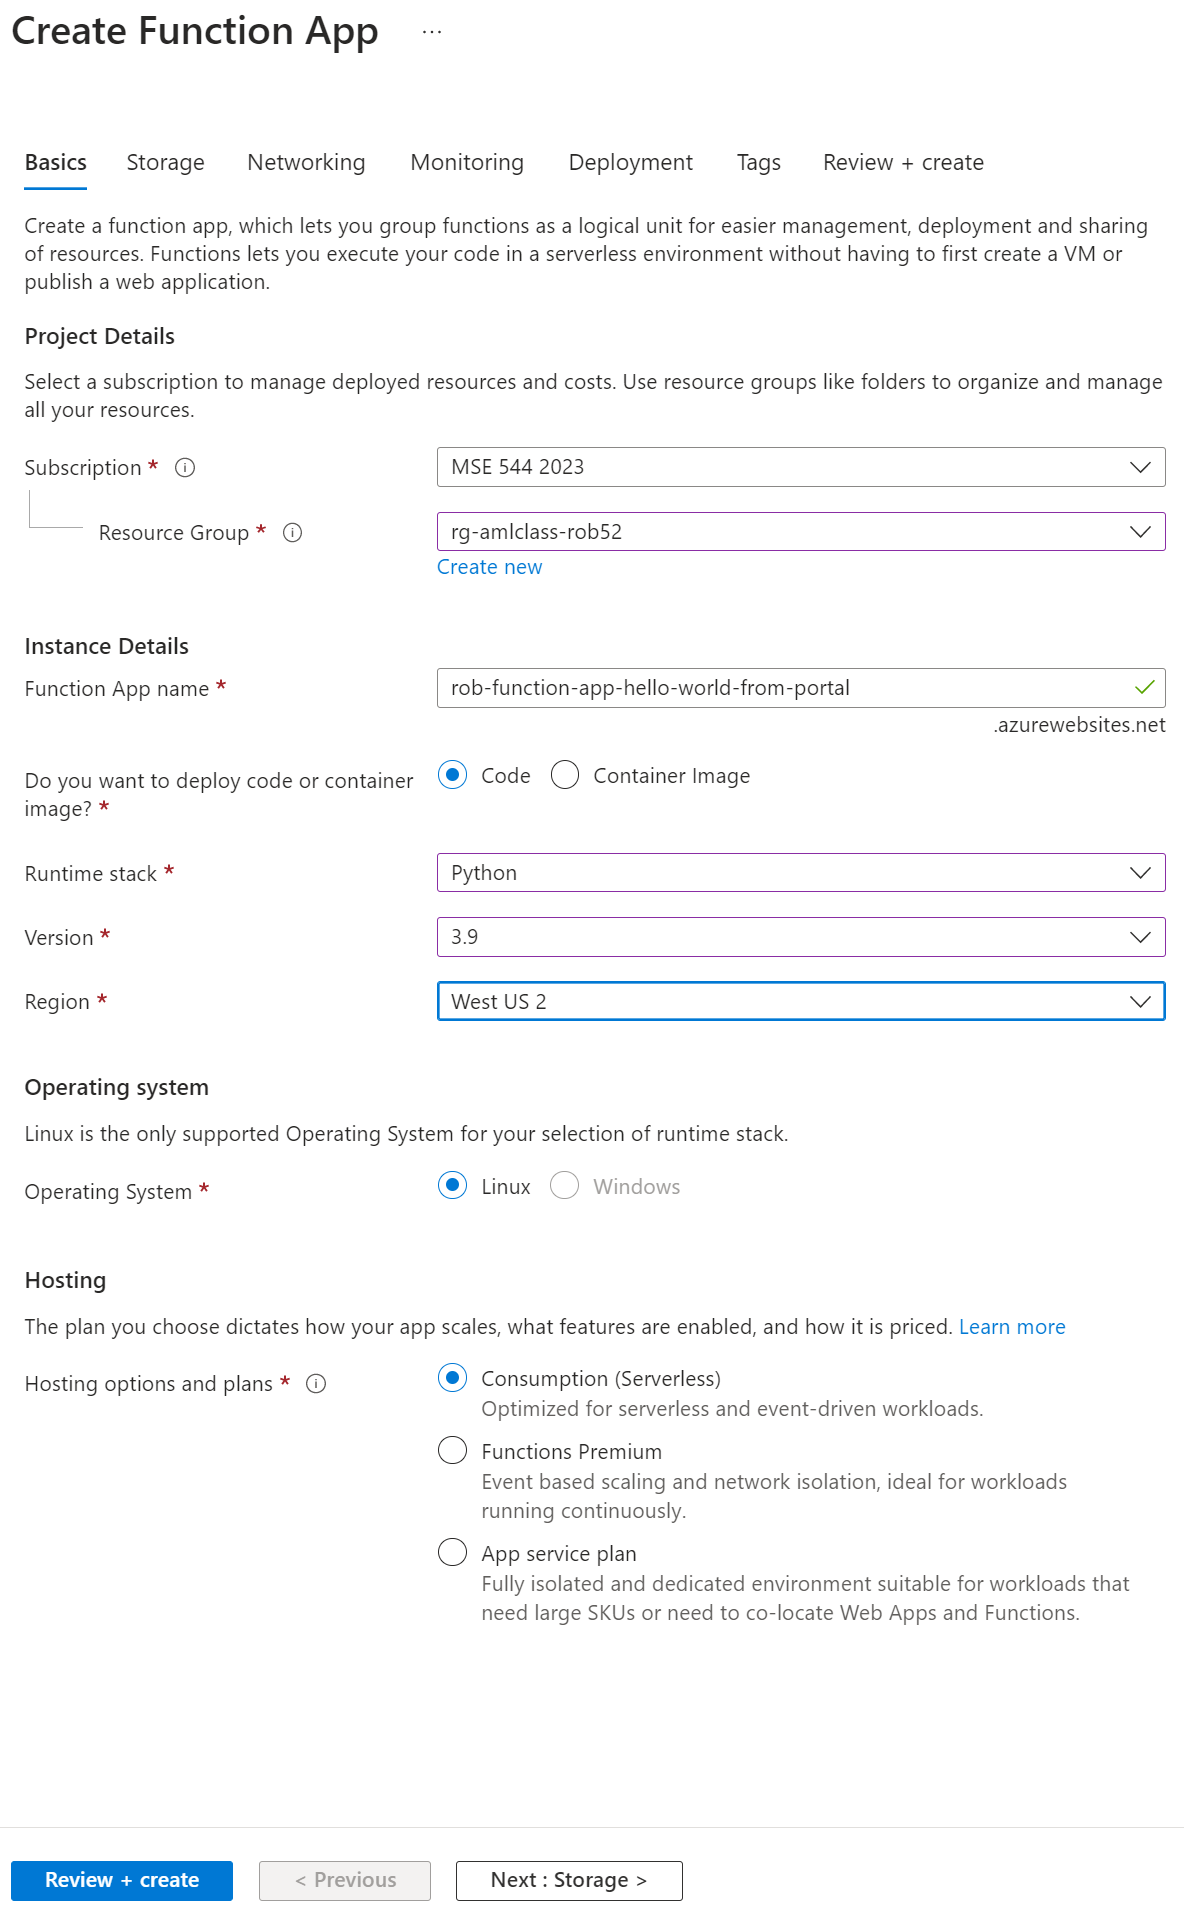 Create Function App ...
Basics Storage Networking Monitoring Deployment Tags Review + create
Create a function app, which lets you group functions as a logical unit for easier management, deployment and sharing
of resources. Functions lets you execute your code in a serverless environment without having to first create a VM or
publish a web application.
Project Details
Select a subscription to manage deployed resources and costs. Use resource groups like folders to organize and manage
all your resources.
Subscription * MSE 544 2023
Resource Group * rg-amlclass-rob52
Create new
Instance Details
Function App name * rob-function-app-hello-world-from-portal
.azurewebsites.net
Do you want to deploy code or container
image? *
Code Container Image
Runtime stack * Python
Version * 3.9
Region * West US 2
Operating system
Linux is the only supported Operating System for your selection of runtime stack.
Operating System * Linux Windows
Hosting
The plan you choose dictates how your app scales, what features are enabled, and how it is priced. Learn more
Hosting options and plans * Consumption (Serverless)
Optimized for serverless and event-driven workloads.
Functions Premium
Event based scaling and network isolation, ideal for workloads
running continuously.
App service plan
Fully isolated and dedicated environment suitable for workloads that
need large SKUs or need to co-locate Web Apps and Functions.
Review + create < Previous Next : Storage >